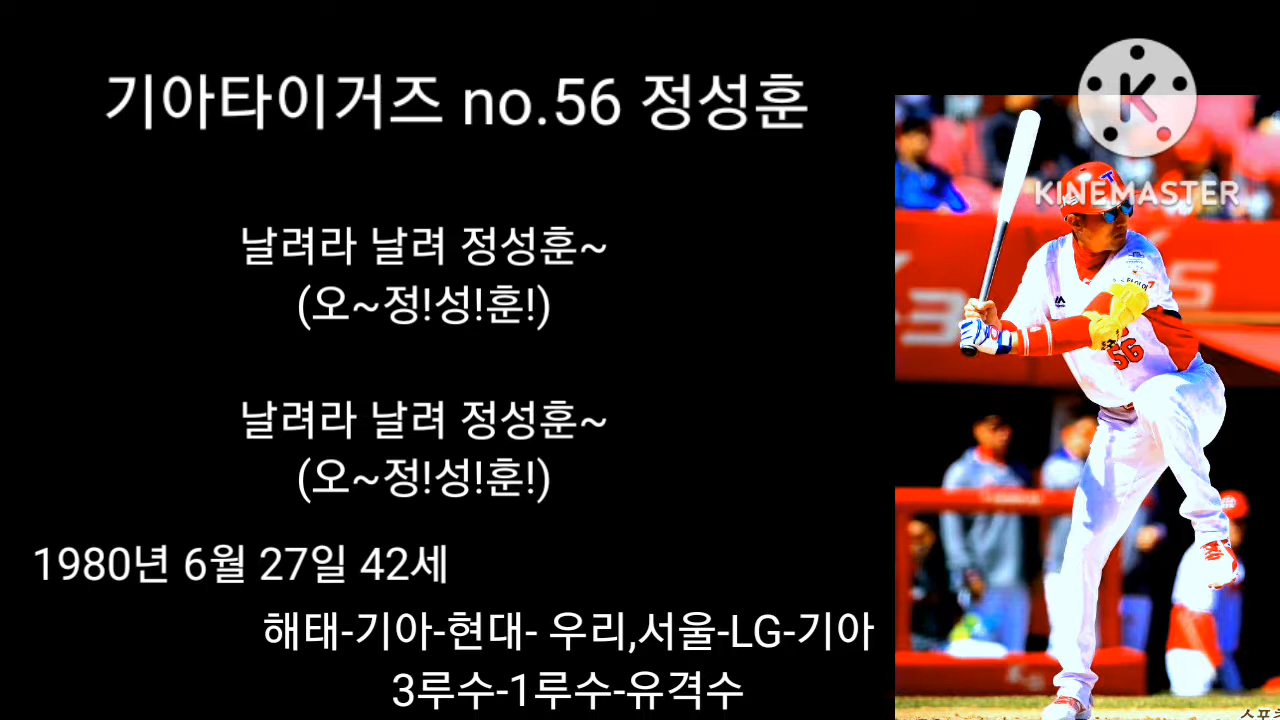 기아타이거즈 no.56 정성훈
날려라 날려 정성훈~
(오~정!성!훈!)
날려라 날려 정성훈~
(오~정!성!훈!)
1980년 6월 27일 42세
해태-기아-현대- 우리,서울-LG-기아
3루수-1루수-유격수
K
KINEMASTER
T
56